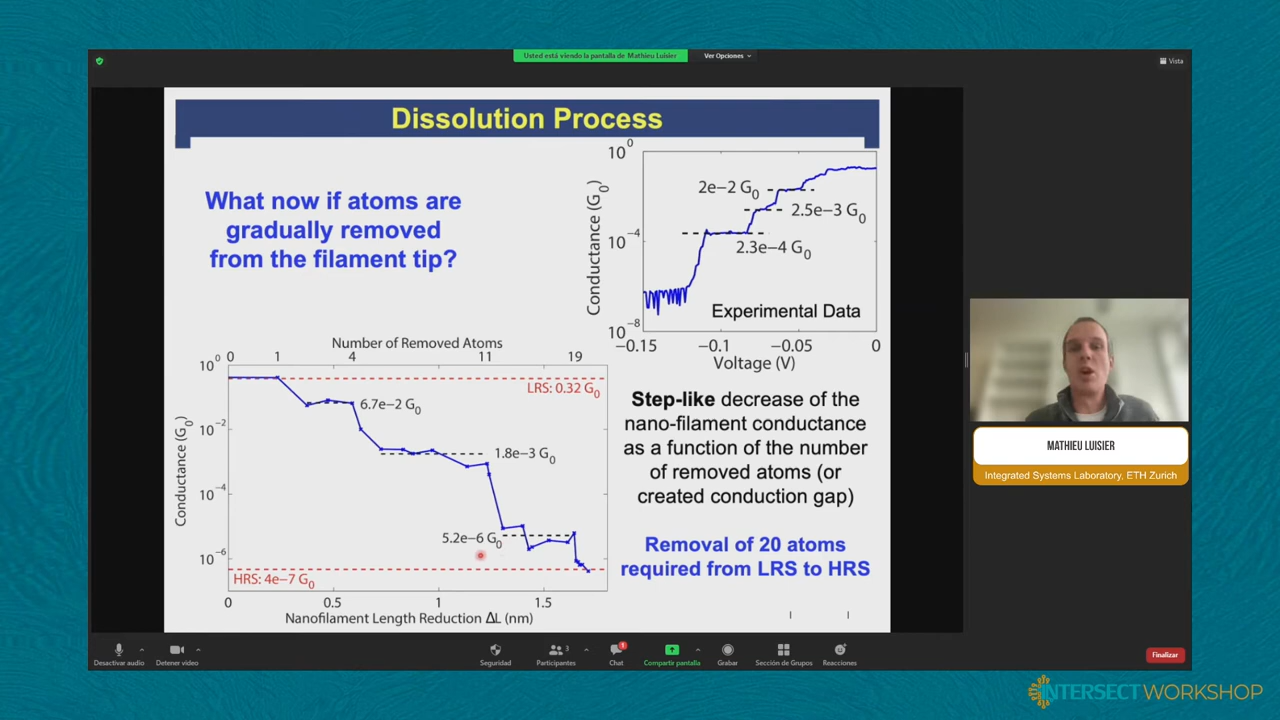 Usted está viendo la pantalla de Mathieu Luisier
Ver Opciones
Vista
Dissolution Process
What now if atoms are
gradually removed
from the filament tip?
Conductance (G0)
10^0
10^−4
10^−8
2e−2 G0
2.5e−3 G0
2.3e−4 G0
Experimental Data
−0.15
−0.1
−0.05
0
Voltage (V)
Number of Removed Atoms
0
1
4
11
19
Conductance (G0)
10^0
10^−2
10^−4
10^−6
LRS: 0.32 G0
6.7e−2 G0
1.8e−3 G0
5.2e−6 G0
HRS: 4e−7 G0
0
0.5
1
1.5
Nanofilament Length Reduction ΔL (nm)
Step-like decrease of the
nano-filament conductance
as a function of the number
of removed atoms (or
created conduction gap)
Removal of 20 atoms
required from LRS to HRS
MATHIEU LUISIER
Integrated Systems Laboratory, ETH Zurich
Desactivar audio
Detener video
Seguridad
Participantes
3
Chat
1
Compartir pantalla
Grabar
Sección de Grupos
Reacciones
Finalizar
INTERSECT WORKSHOP